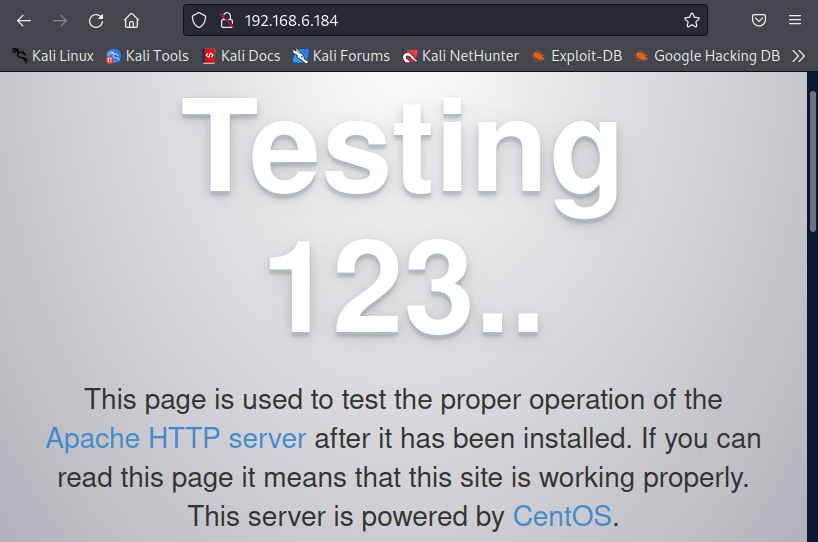 192.168.6.184
Kali Linux Kali Tools Kali Docs Kali Forums Kali NetHunter Exploit-DB Google Hacking DB
Testing
123..
This page is used to test the proper operation of the
Apache HTTP server after it has been installed. If you can
read this page it means that this site is working properly.
This server is powered by CentOS.